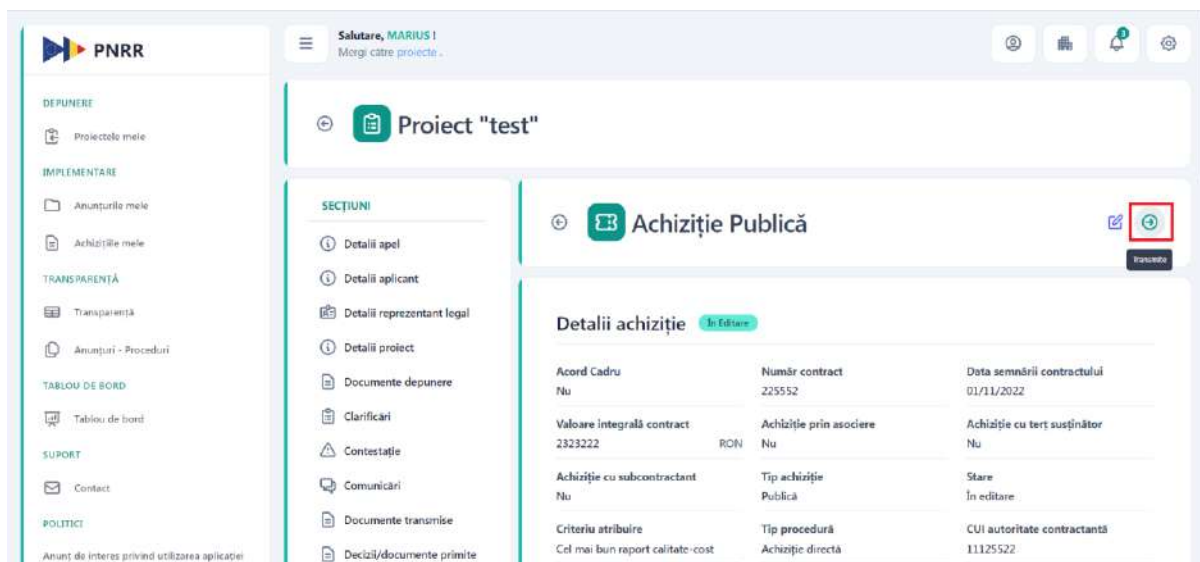 PNRR
DEPUNERE
Proiectele mele
IMPLEMENTARE
Anunțurile mele
Achizițiile mele
TRANSPARENȚĂ
Transparență
Anunțuri - Proceduri
TABLOU DE BORD
Tablou de bord
SUPORT
Contact
POLITICI
Anunț de interes privind utilizarea aplicației
Salutare, MARIUS !
Mergi către proiecte .
3
Proiect "test"
SECȚIUNI
Detalii apel
Detalii aplicant
Detalii reprezentant legal
Detalii proiect
Documente depunere
Clarificări
Contestație
Comunicări
Documente transmise
Decizii/documente primite
Achiziție Publică
Transmite
Detalii achiziție În Editare
Acord Cadru Număr contract Data semnării contractului
Nu 225552 01/11/2022
Valoare integrală contract Achiziție prin asociere Achiziție cu terț susținător
2323222 RON Nu Nu
Achiziție cu subcontractant Tip achiziție Stare
Nu Publică În editare
Criteriu atribuire Tip procedură CUI autoritate contractantă
Cel mai bun raport calitate-cost Achiziție directă 11125522